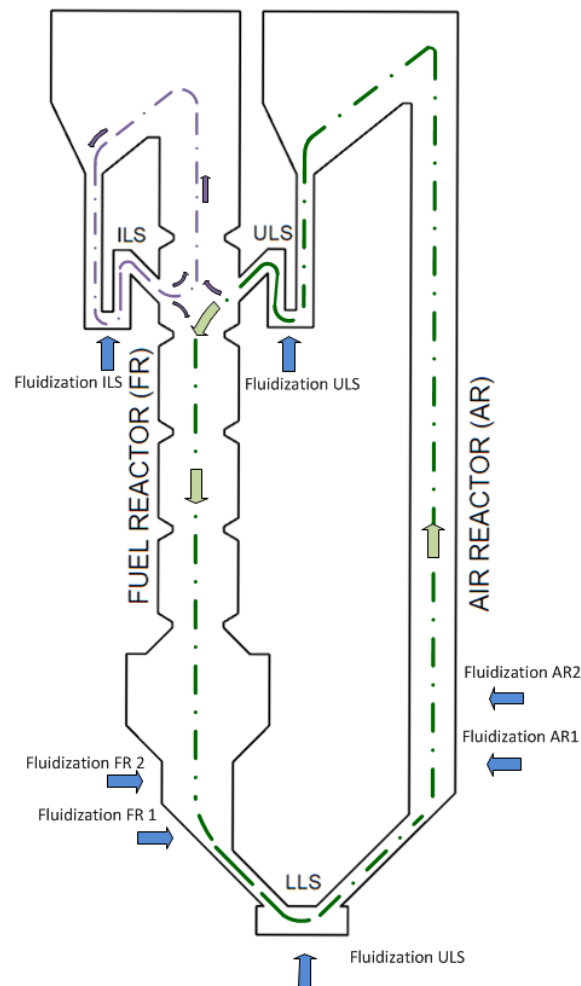 ILS
ULS
Fluidization ILS
Fluidization ULS
FUEL REACTOR (FR)
AIR REACTOR (AR)
Fluidization AR2
Fluidization AR1
Fluidization FR 2
Fluidization FR 1
LLS
Fluidization ULS